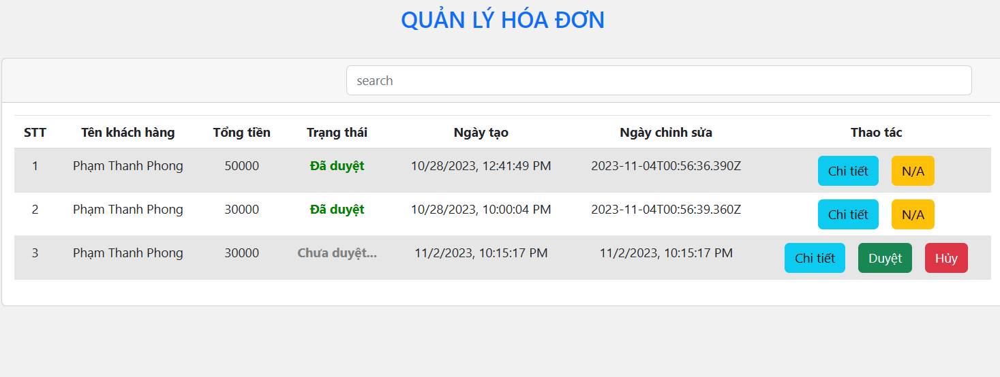 QUẢN LÝ HÓA ĐƠN
search
STT Tên khách hàng Tổng tiền Trạng thái Ngày tạo Ngày chỉnh sửa Thao tác
1 Phạm Thanh Phong 50000 Đã duyệt 10/28/2023, 12:41:49 PM 2023-11-04T00:56:36.390Z Chi tiết N/A
2 Phạm Thanh Phong 30000 Đã duyệt 10/28/2023, 10:00:04 PM 2023-11-04T00:56:39.360Z Chi tiết N/A
3 Phạm Thanh Phong 30000 Chưa duyệt... 11/2/2023, 10:15:17 PM 11/2/2023, 10:15:17 PM Chi tiết Duyệt Hủy